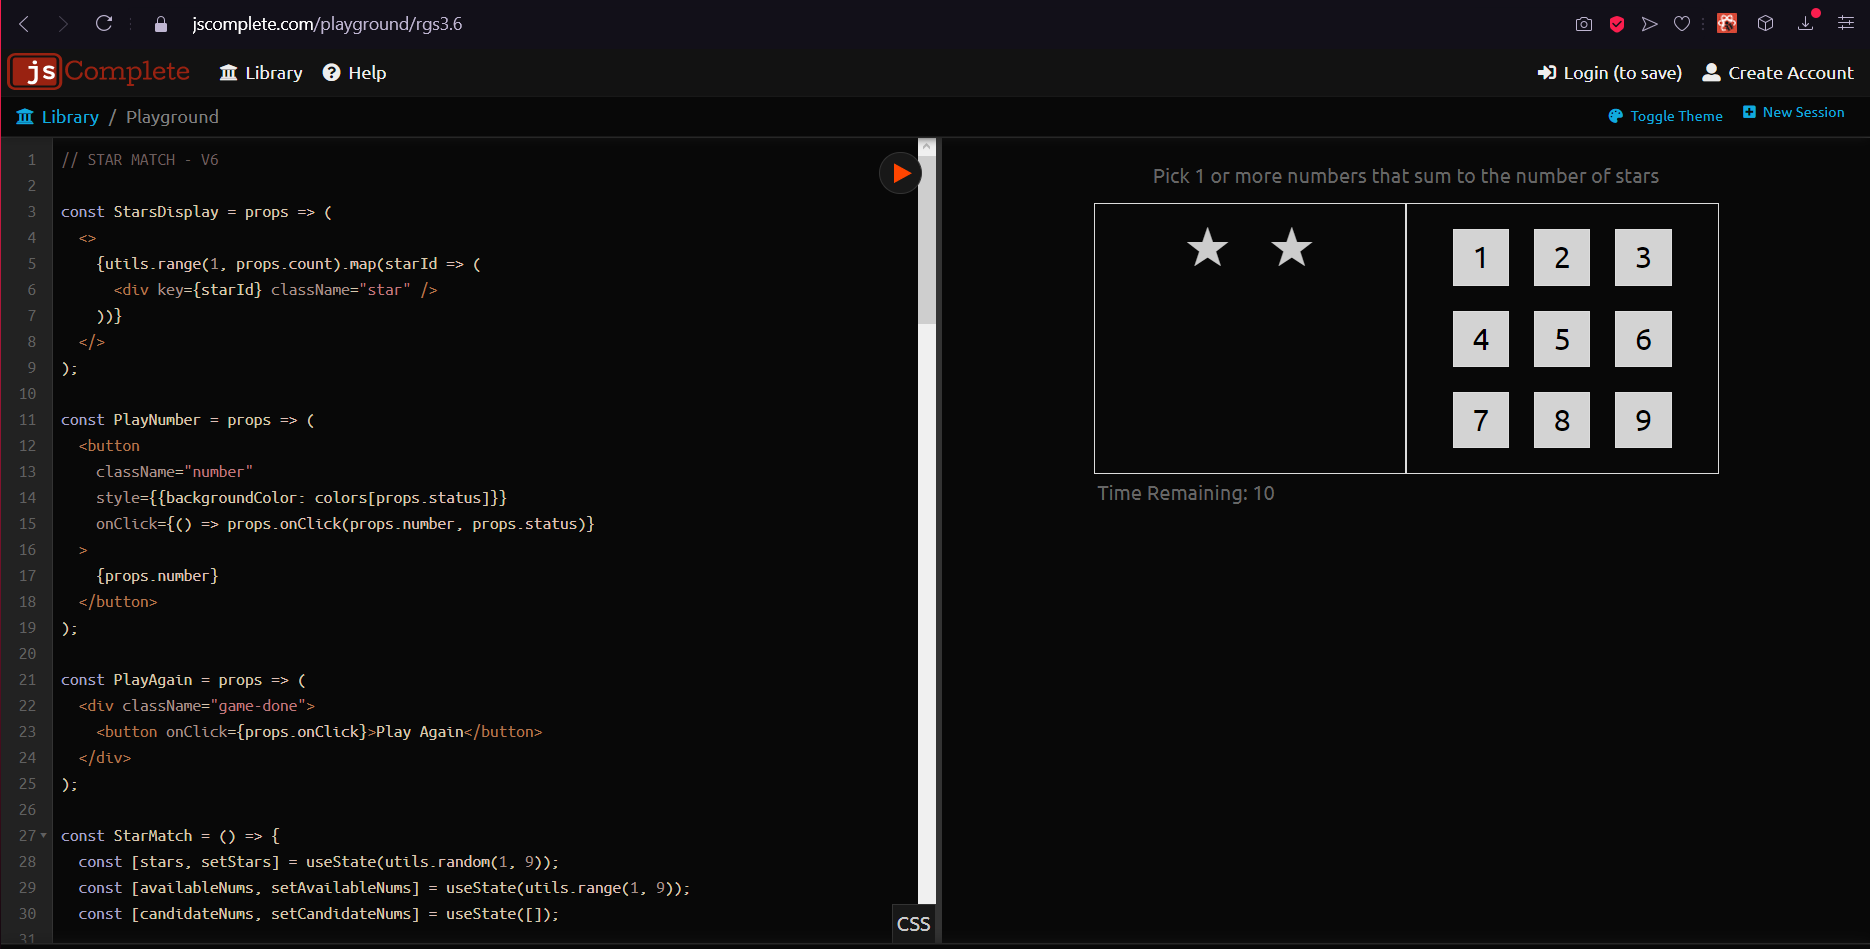 jscomplete.com/playground/rgs3.6
jsComplete Library Help Login (to save) Create Account
Library / Playground Toggle Theme New Session
1 // STAR MATCH - V6
2
3 const StarsDisplay = props => (
4 <>
5 {utils.range(1, props.count).map(starId => (
6 <div key={starId} className="star" />
7 ))}
8 </>
9 );
10
11 const PlayNumber = props => (
12 <button
13 className="number"
14 style={{backgroundColor: colors[props.status]}}
15 onClick={() => props.onClick(props.number, props.status)}
16 >
17 {props.number}
18 </button>
19 );
20
21 const PlayAgain = props => (
22 <div className="game-done">
23 <button onClick={props.onClick}>Play Again</button>
24 </div>
25 );
26
27 const StarMatch = () => {
28 const [stars, setStars] = useState(utils.random(1, 9));
29 const [availableNums, setAvailableNums] = useState(utils.range(1, 9));
30 const [candidateNums, setCandidateNums] = useState([]);
31
CSS
Pick 1 or more numbers that sum to the number of stars
1 2 3
4 5 6
7 8 9
Time Remaining: 10